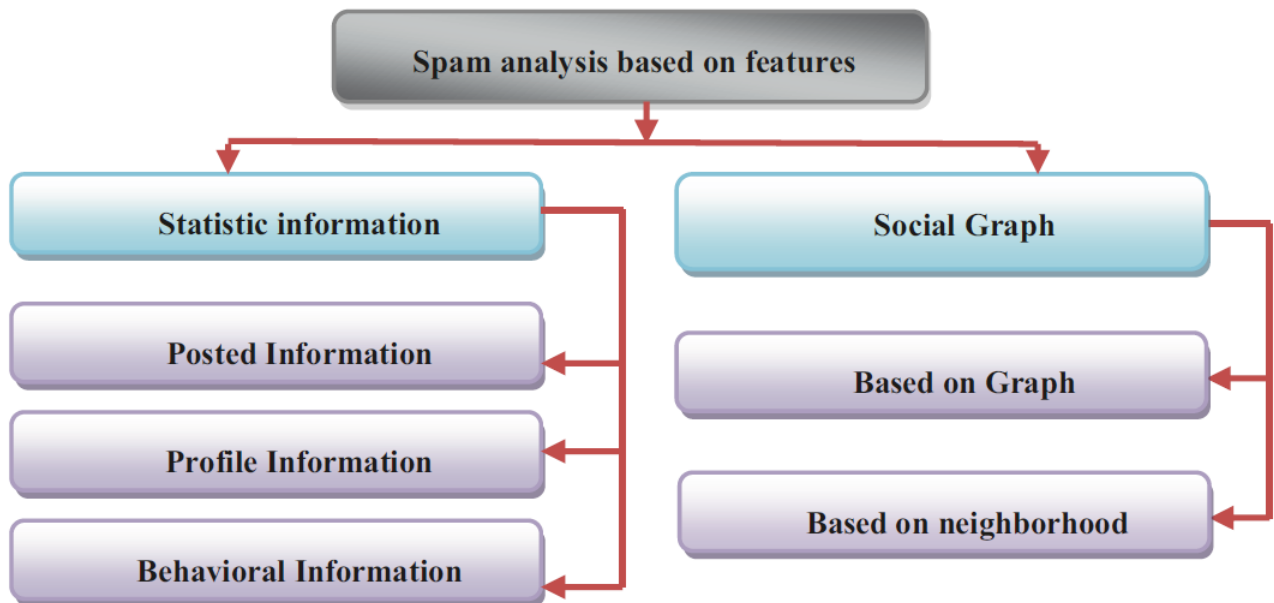 Spam analysis based on features
Statistic information
Social Graph
Posted Information
Based on Graph
Profile Information
Based on neighborhood
Behavioral Information